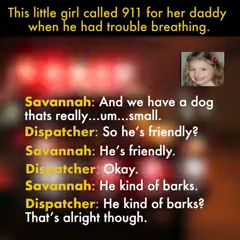 This little girl called 911 for her daddy
when he had trouble breathing.
Savannah: And we have a dog
thats really...um...small.
Dispatcher: So he's friendly?
Savannah: He's friendly.
Dispatcher: Okay.
Savannah: He kind of barks.
Dispatcher: He kind of barks?
That's alright though.